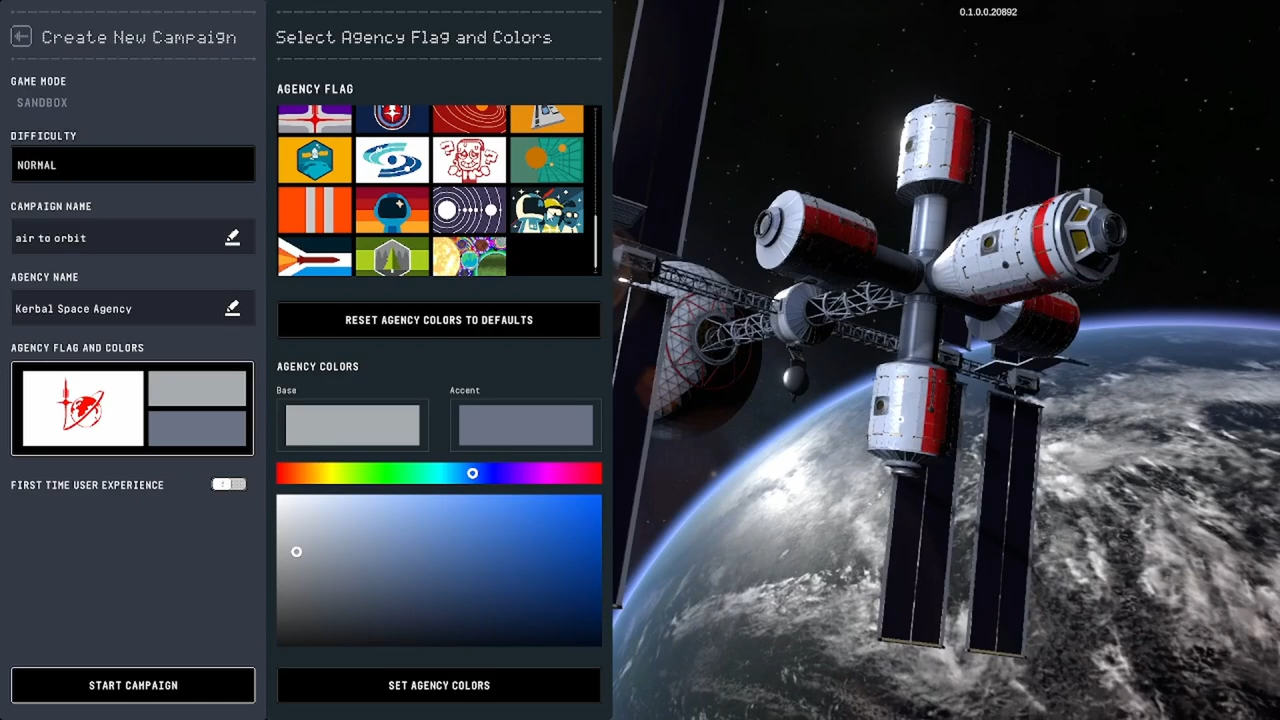 Create New Campaign
GAME MODE
SANDBOX
DIFFICULTY
NORMAL
CAMPAIGN NAME
air to orbit
AGENCY NAME
Kerbal Space Agency
AGENCY FLAG AND COLORS
FIRST TIME USER EXPERIENCE
START CAMPAIGN
Select Agency Flag and Colors
AGENCY FLAG
RESET AGENCY COLORS TO DEFAULTS
AGENCY COLORS
Base
Accent
SET AGENCY COLORS
0.1.0.0.20892